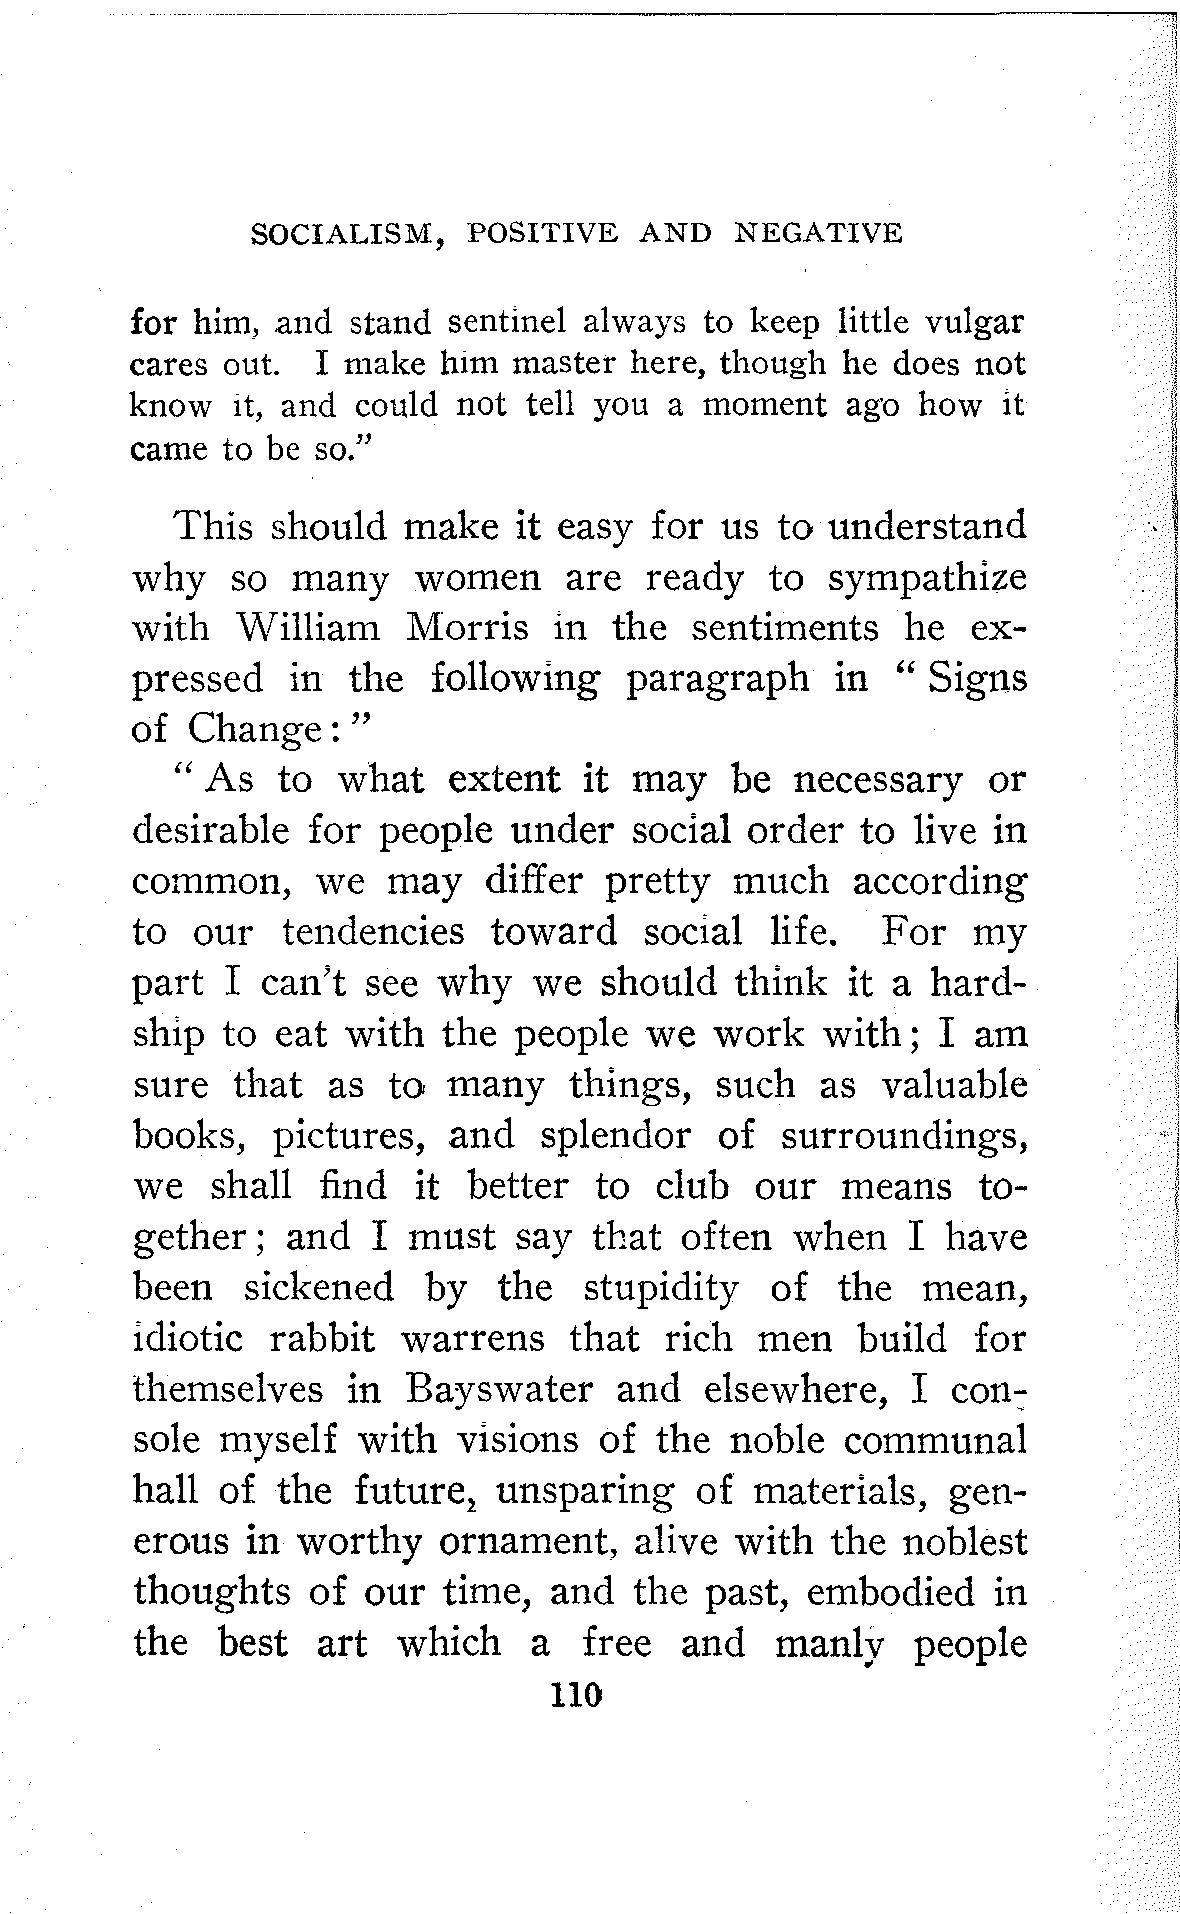 SOCIALISM, POSITIVE AND NEGATIVE
for him, and stand sentinel always to keep little vulgar
cares out. I make him master here, though he does not
know it, and could not tell you a moment ago how it
came to be so.”
This should make it easy for us to understand
why so many women are ready to sympathize
with William Morris in the sentiments he ex-
pressed in the following paragraph in “ Signs
of Change: ”
“ As to what extent it may be necessary or
desirable for people under social order to live in
common, we may differ pretty much according
to our tendencies toward social life. For my
part I can’t see why we should think it a hard-
ship to eat with the people we work with; I am
sure that as to many things, such as valuable
books, pictures, and splendor of surroundings,
we shall find it better to club our means to-
gether; and I must say that often when I have
been sickened by the stupidity of the mean,
idiotic rabbit warrens that rich men build for
themselves in Bayswater and elsewhere, I con-
sole myself with visions of the noble communal
hall of the future, unsparing of materials, gen-
erous in worthy ornament, alive with the noblest
thoughts of our time, and the past, embodied in
the best art which a free and manly people
110